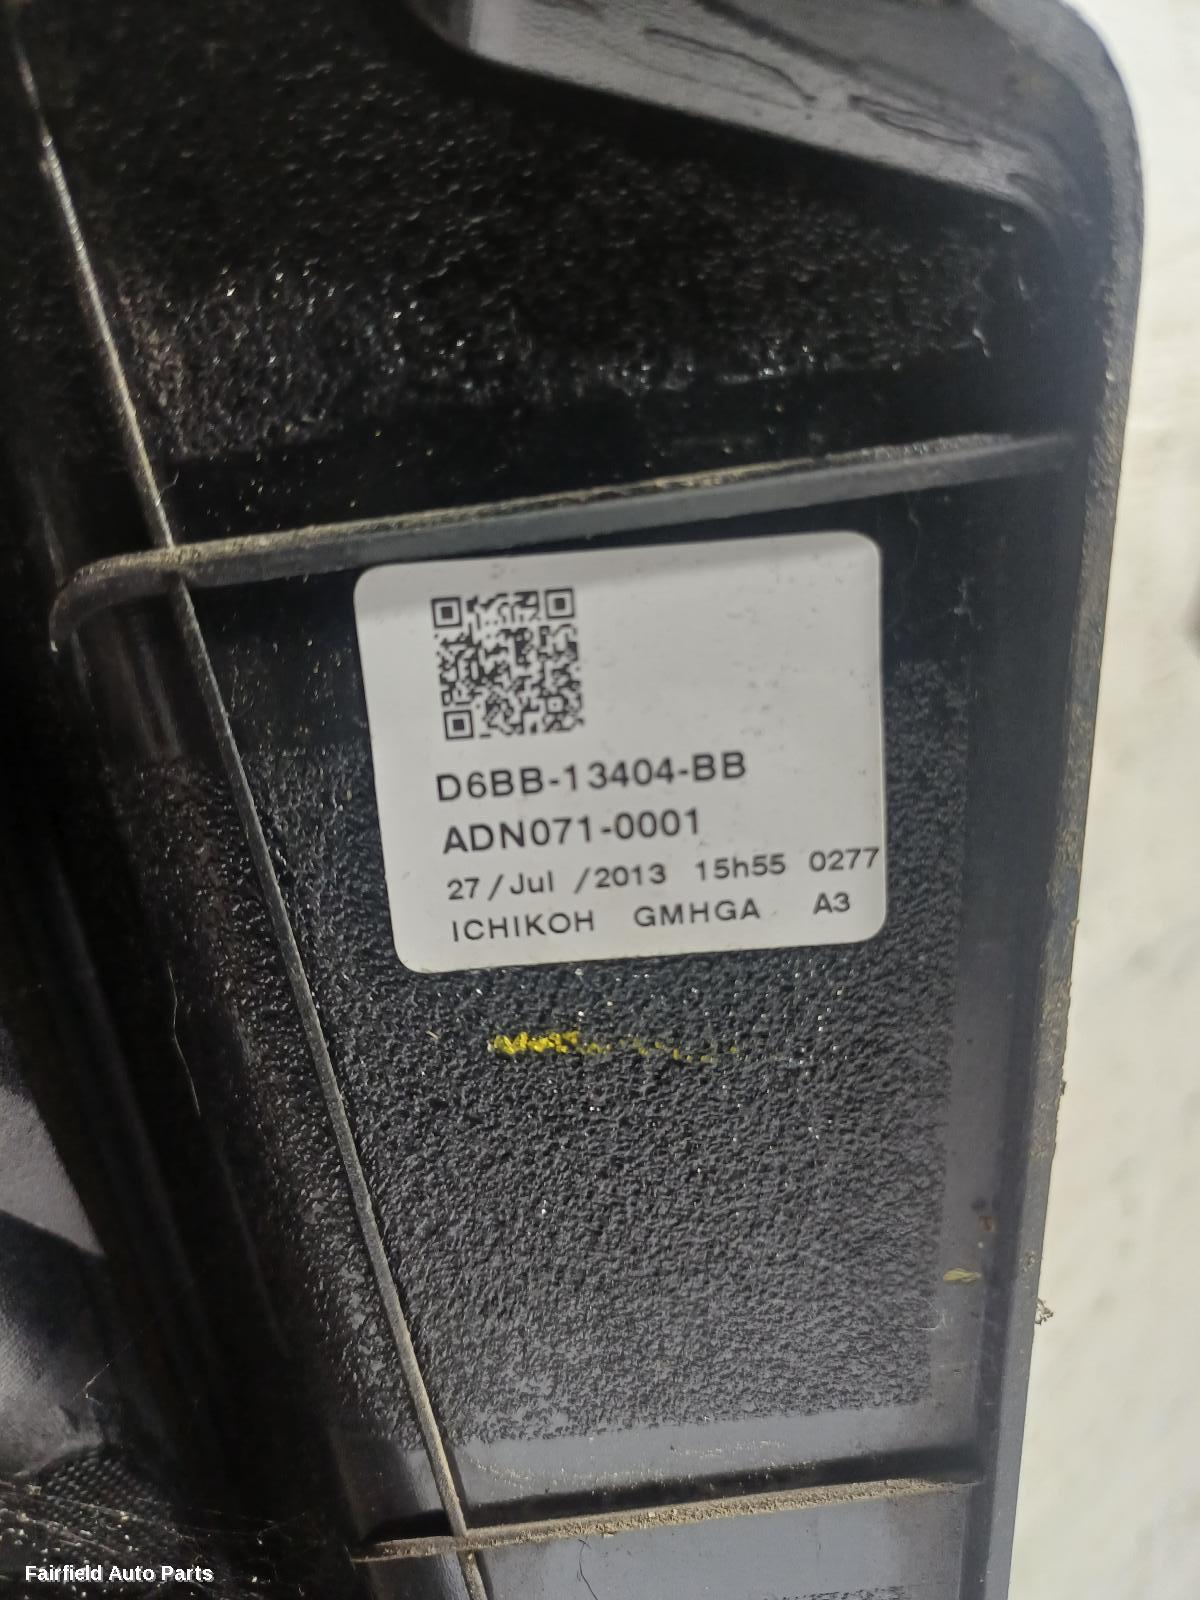 D6BB-13404-BB
ADN071-0001
27/Jul /2013 15h55 0277
ICHIKOH GMHGA A3
Fairfield Auto Parts